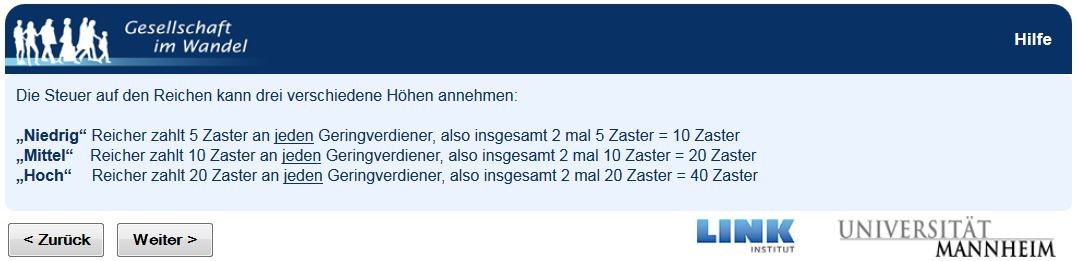 Gesellschaft
im Wandel
Hilfe
Die Steuer auf den Reichen kann drei verschiedene Höhen annehmen:
„Niedrig“ Reicher zahlt 5 Zaster an jeden Geringverdiener, also insgesamt 2 mal 5 Zaster = 10 Zaster
„Mittel“ Reicher zahlt 10 Zaster an jeden Geringverdiener, also insgesamt 2 mal 10 Zaster = 20 Zaster
„Hoch“ Reicher zahlt 20 Zaster an jeden Geringverdiener, also insgesamt 2 mal 20 Zaster = 40 Zaster
< Zurück
Weiter >
LINK
INSTITUT
UNIVERSITÄT
MANNHEIM